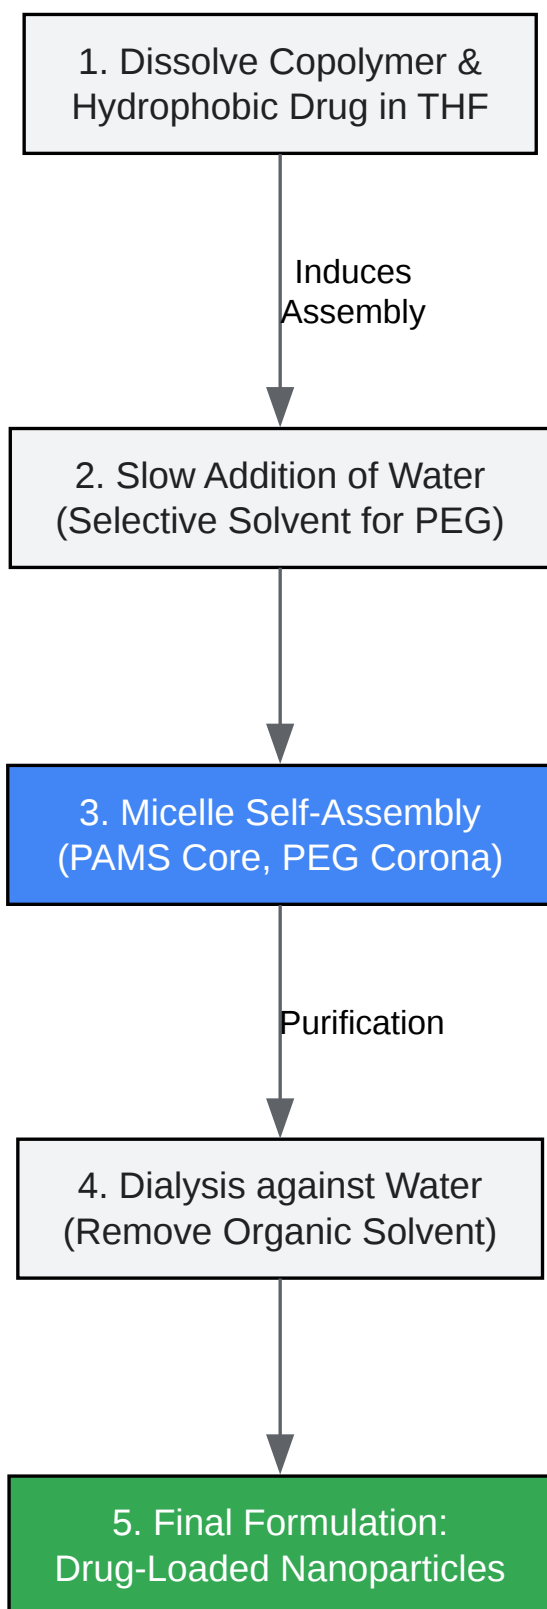 1. Dissolve Copolymer &
Hydrophobic Drug in THF
Induces
Assembly
2. Slow Addition of Water
(Selective Solvent for PEG)
3. Micelle Self-Assembly
(PAMS Core, PEG Corona)
Purification
4. Dialysis against Water
(Remove Organic Solvent)
5. Final Formulation:
Drug-Loaded Nanoparticles